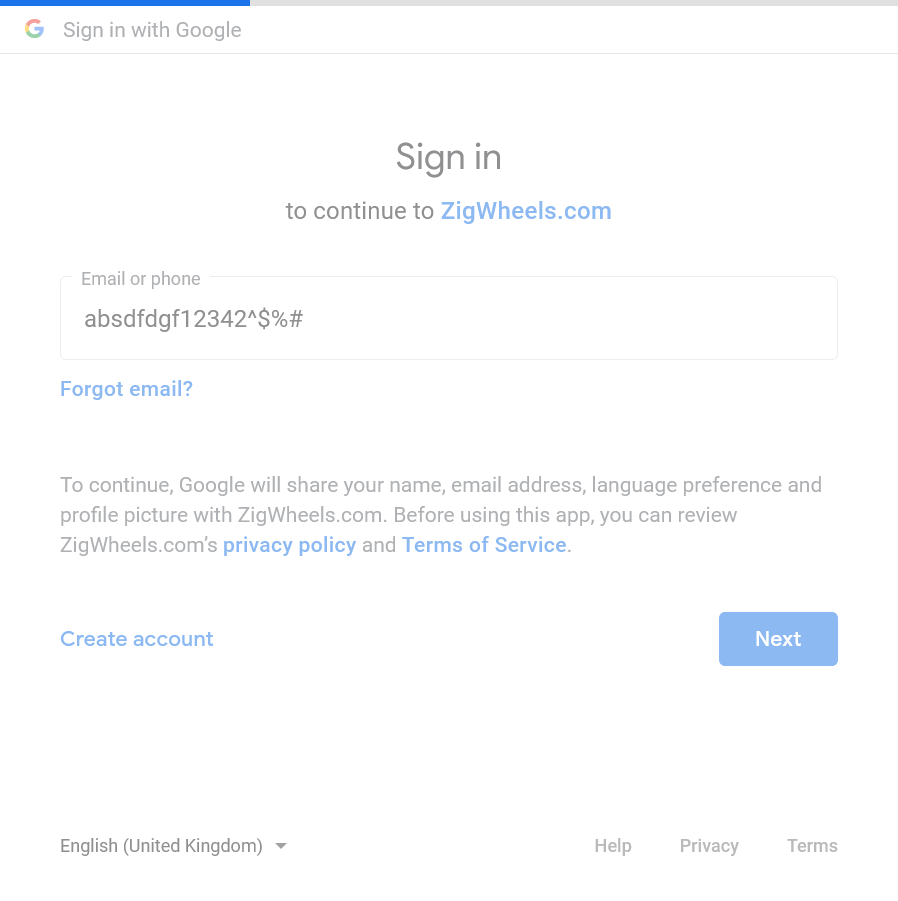 Sign in with Google
Sign in
to continue to ZigWheels.com
Email or phone
absdfdgf12342^$%#
Forgot email?
To continue, Google will share your name, email address, language preference and
profile picture with ZigWheels.com. Before using this app, you can review
ZigWheels.com’s privacy policy and Terms of Service.
Create account
Next
English (United Kingdom)
Help
Privacy
Terms